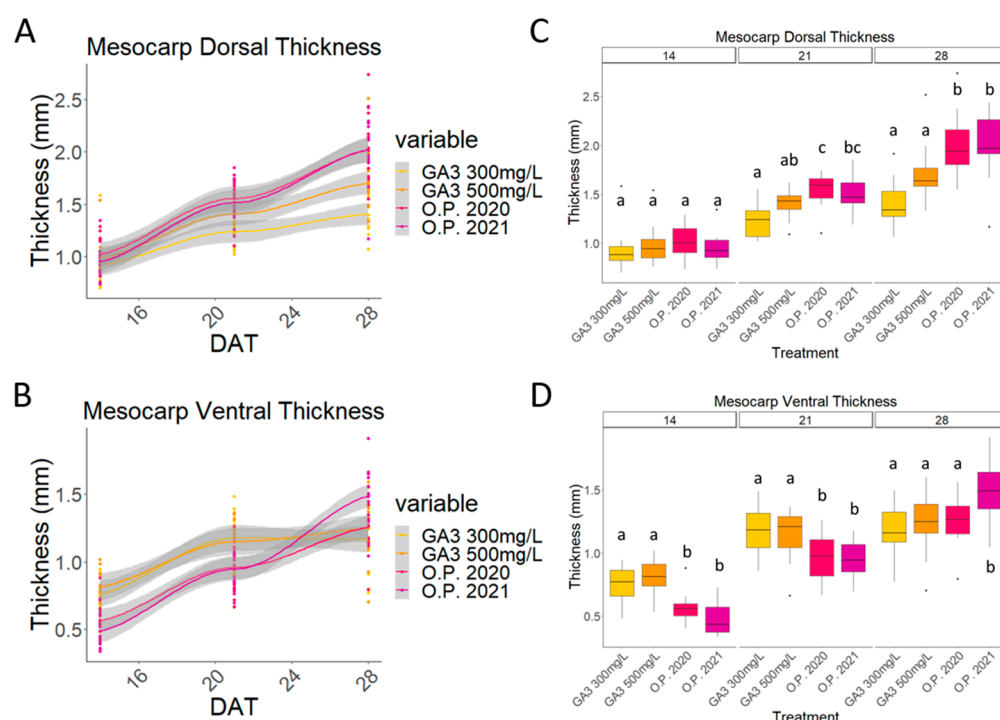 A
Mesocarp Dorsal Thickness
Thickness (mm)
2.5
2.0
1.5
1.0
16
20
24
28
DAT
variable
GA3 300mg/L
GA3 500mg/L
O.P. 2020
O.P. 2021
B
Mesocarp Ventral Thickness
Thickness (mm)
1.5
1.0
0.5
16
20
24
28
DAT
variable
GA3 300mg/L
GA3 500mg/L
O.P. 2020
O.P. 2021
C
Mesocarp Dorsal Thickness
14 21 28
Thickness (mm)
2.5
2.0
1.5
1.0
a a a a
a ab c bc
a a b b
GA3 300mg/L GA3 500mg/L O.P. 2020 O.P. 2021
GA3 300mg/L GA3 500mg/L O.P. 2020 O.P. 2021
GA3 300mg/L GA3 500mg/L O.P. 2020 O.P. 2021
Treatment
D
Mesocarp Ventral Thickness
14 21 28
Thickness (mm)
1.5
1.0
0.5
a a b b
a a b b
a a a b
GA3 300mg/L GA3 500mg/L O.P. 2020 O.P. 2021
GA3 300mg/L GA3 500mg/L O.P. 2020 O.P. 2021
GA3 300mg/L GA3 500mg/L O.P. 2020 O.P. 2021
Treatment